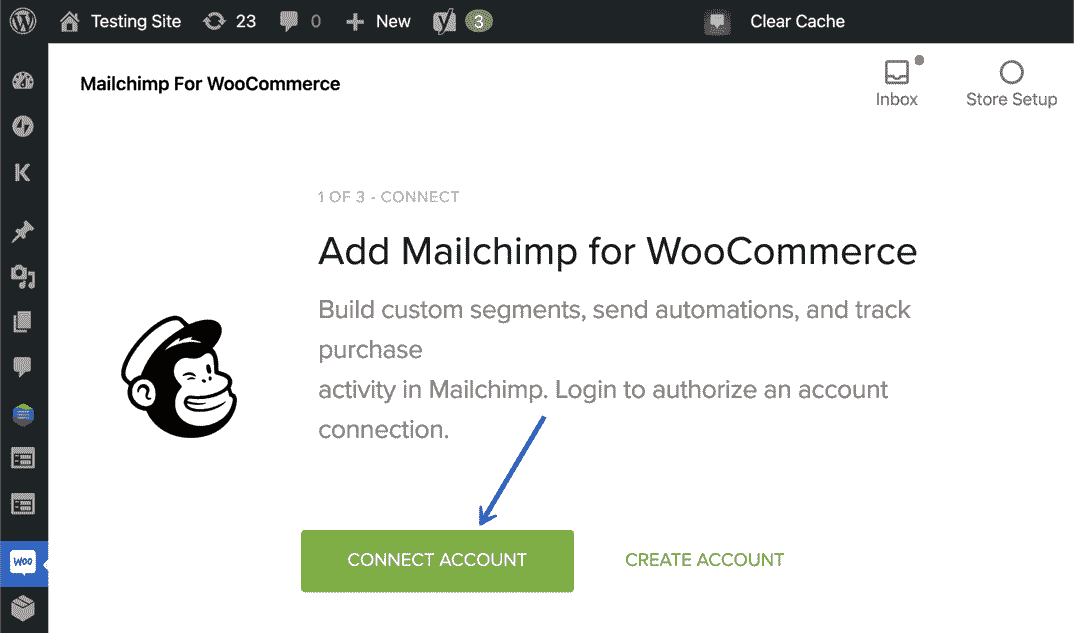 Testing Site 23 0 New 3 Clear Cache
Mailchimp For WooCommerce
Inbox
Store Setup
1 OF 3 - CONNECT
Add Mailchimp for WooCommerce
Build custom segments, send automations, and track
purchase
activity in Mailchimp. Login to authorize an account
connection.
CONNECT ACCOUNT
CREATE ACCOUNT
K
Woo